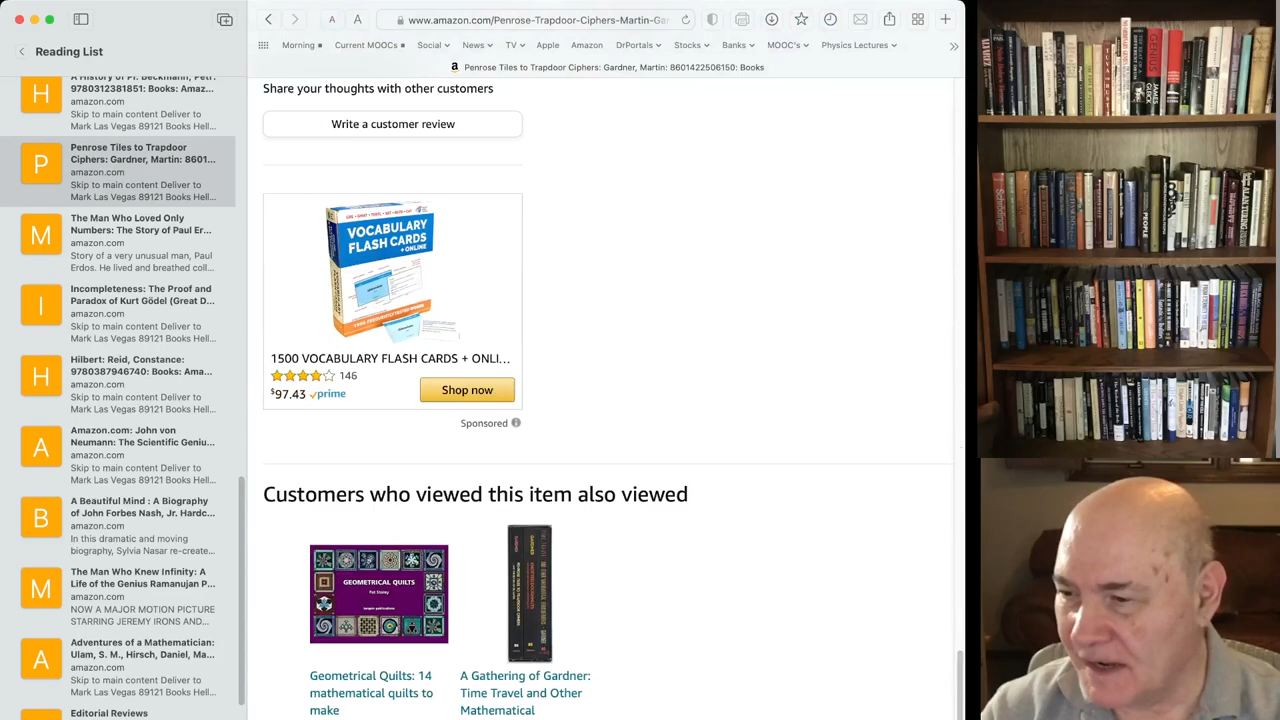 Reading List
www.amazon.com/Penrose-Trapdoor-Ciphers-Martin-Gar
A
A
Morning
Current MOOCs
Social
News
TV
Apple
Amazon
DrPortals
Stocks
Banks
MOOC's
Physics Lectures
Penrose Tiles to Trapdoor Ciphers: Gardner, Martin: 8601422506150: Books
H
A History of Pi: Beckmann, Petr:
9780312381851: Books: Amaz...
amazon.com
Skip to main content Deliver to
Mark Las Vegas 89121 Books Hell...
P
Penrose Tiles to Trapdoor
Ciphers: Gardner, Martin: 8601...
amazon.com
Skip to main content Deliver to
Mark Las Vegas 89121 Books Hell...
M
The Man Who Loved Only
Numbers: The Story of Paul Er...
amazon.com
Story of a very unusual man, Paul
Erdos. He lived and breathed coll...
I
Incompleteness: The Proof and
Paradox of Kurt Gödel (Great D...
amazon.com
Skip to main content Deliver to
Mark Las Vegas 89121 Books Hell...
H
Hilbert: Reid, Constance:
9780387946740: Books: Ama...
amazon.com
Skip to main content Deliver to
Mark Las Vegas 89121 Books Hell...
A
Amazon.com: John von
Neumann: The Scientific Geniu...
amazon.com
Skip to main content Deliver to
Mark Las Vegas 89121 Books Hell...
B
A Beautiful Mind : A Biography
of John Forbes Nash, Jr. Hardc...
amazon.com
In this dramatic and moving
biography, Sylvia Nasar re-create...
M
The Man Who Knew Infinity: A
Life of the Genius Ramanujan P...
amazon.com
NOW A MAJOR MOTION PICTURE
STARRING JEREMY IRONS AND...
A
Adventures of a Mathematician:
Ulam, S. M., Hirsch, Daniel, Ma...
amazon.com
Skip to main content Deliver to
Mark Las Vegas 89121 Books Hell...
Editorial Reviews
Share your thoughts with other customers
Write a customer review
VOCABULARY
FLASH CARDS
+ ONLINE
1500 VOCABULARY FLASH CARDS + ONLI...
146
$97.43 prime
Shop now
Sponsored
Customers who viewed this item also viewed
GEOMETRICAL QUILTS
Pat Storey
Geometrical Quilts: 14
mathematical quilts to
make
A Gathering of Gardner:
Time Travel and Other
Mathematical
GENIUS
JAMES
GLEICK
Schrödinger
PEOPLE
ALAN TURING